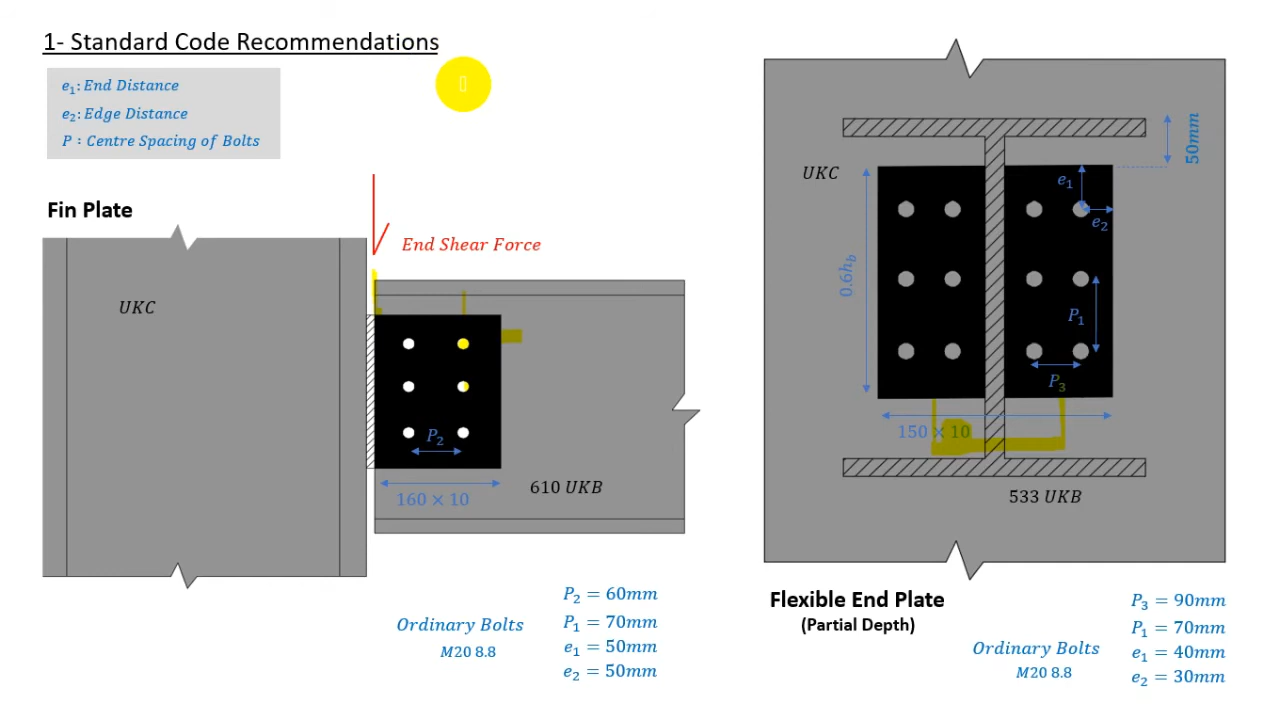 1- Standard Code Recommendations
e₁: End Distance
e₂: Edge Distance
P : Centre Spacing of Bolts
Fin Plate
UKC
End Shear Force
P₂
160 × 10
610 UKB
Ordinary Bolts
M20 8.8
P₂ = 60mm
P₁ = 70mm
e₁ = 50mm
e₂ = 50mm
UKC
50mm
e₁
e₂
0.6h_b
P₁
P₃
150 × 10
533 UKB
Flexible End Plate
(Partial Depth)
Ordinary Bolts
M20 8.8
P₃ = 90mm
P₁ = 70mm
e₁ = 40mm
e₂ = 30mm